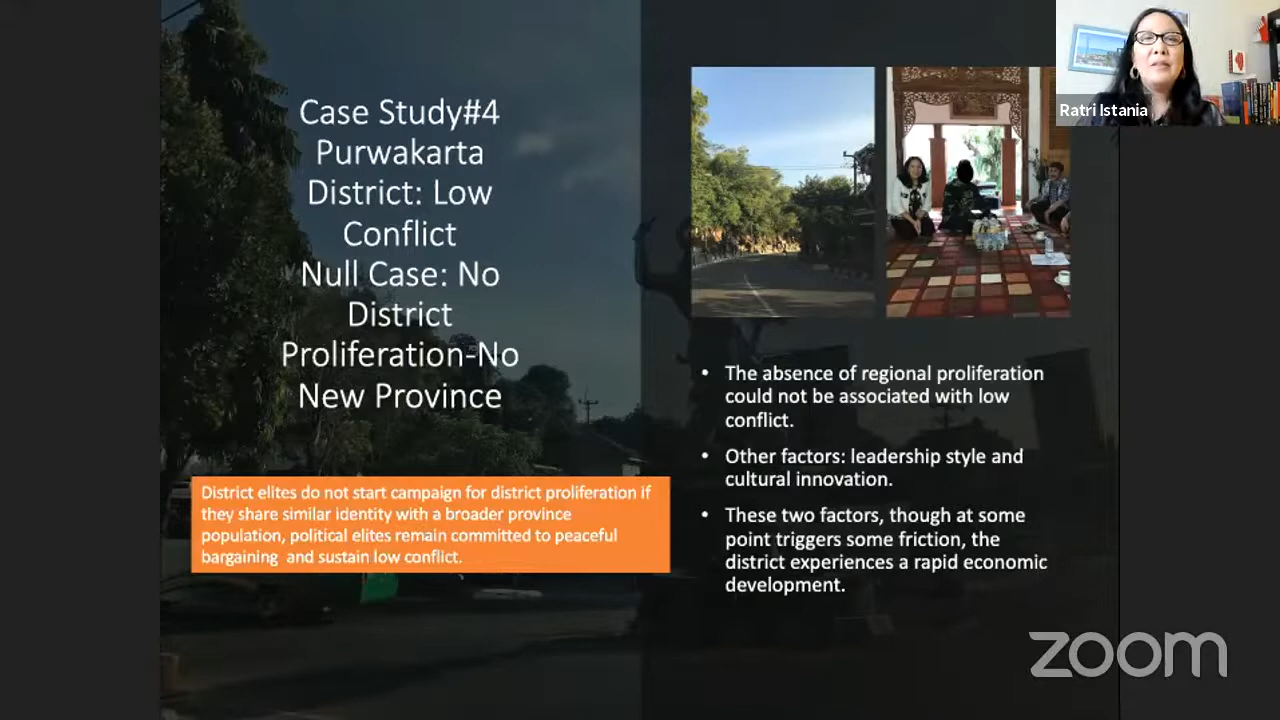 Case Study#4
Purwakarta
District: Low
Conflict
Null Case: No
District
Proliferation-No
New Province
District elites do not start campaign for district proliferation if
they share similar identity with a broader province
population, political elites remain committed to peaceful
bargaining and sustain low conflict.
Ratri Istania
• The absence of regional proliferation
could not be associated with low
conflict.
• Other factors: leadership style and
cultural innovation.
• These two factors, though at some
point triggers some friction, the
district experiences a rapid economic
development.
zoom